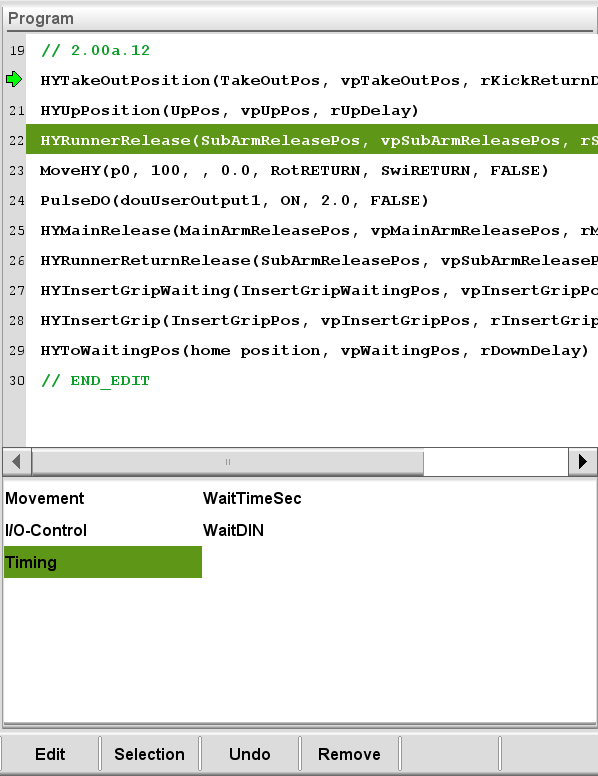 Program
19 // 2.00a.12
HYTakeOutPosition(TakeOutPos, vpTakeOutPos, rKickReturnD
21 HYUpPosition(UpPos, vpUpPos, rUpDelay)
22 HYRunnerRelease(SubArmReleasePos, vpSubArmReleasePos, rS
23 MoveHY(p0, 100, , 0.0, RotRETURN, SwiRETURN, FALSE)
24 PulseDO(douUserOutput1, ON, 2.0, FALSE)
25 HYMainRelease(MainArmReleasePos, vpMainArmReleasePos, rM
26 HYRunnerReturnRelease(SubArmReleasePos, vpSubArmReleaseP
27 HYInsertGripWaiting(InsertGripWaitingPos, vpInsertGripPo
28 HYInsertGrip(InsertGripPos, vpInsertGripPos, rInsertGrip
29 HYToWaitingPos(home position, vpWaitingPos, rDownDelay)
30 // END_EDIT
Movement WaitTimeSec
I/O-Control WaitDIN
Timing
Edit Selection Undo Remove